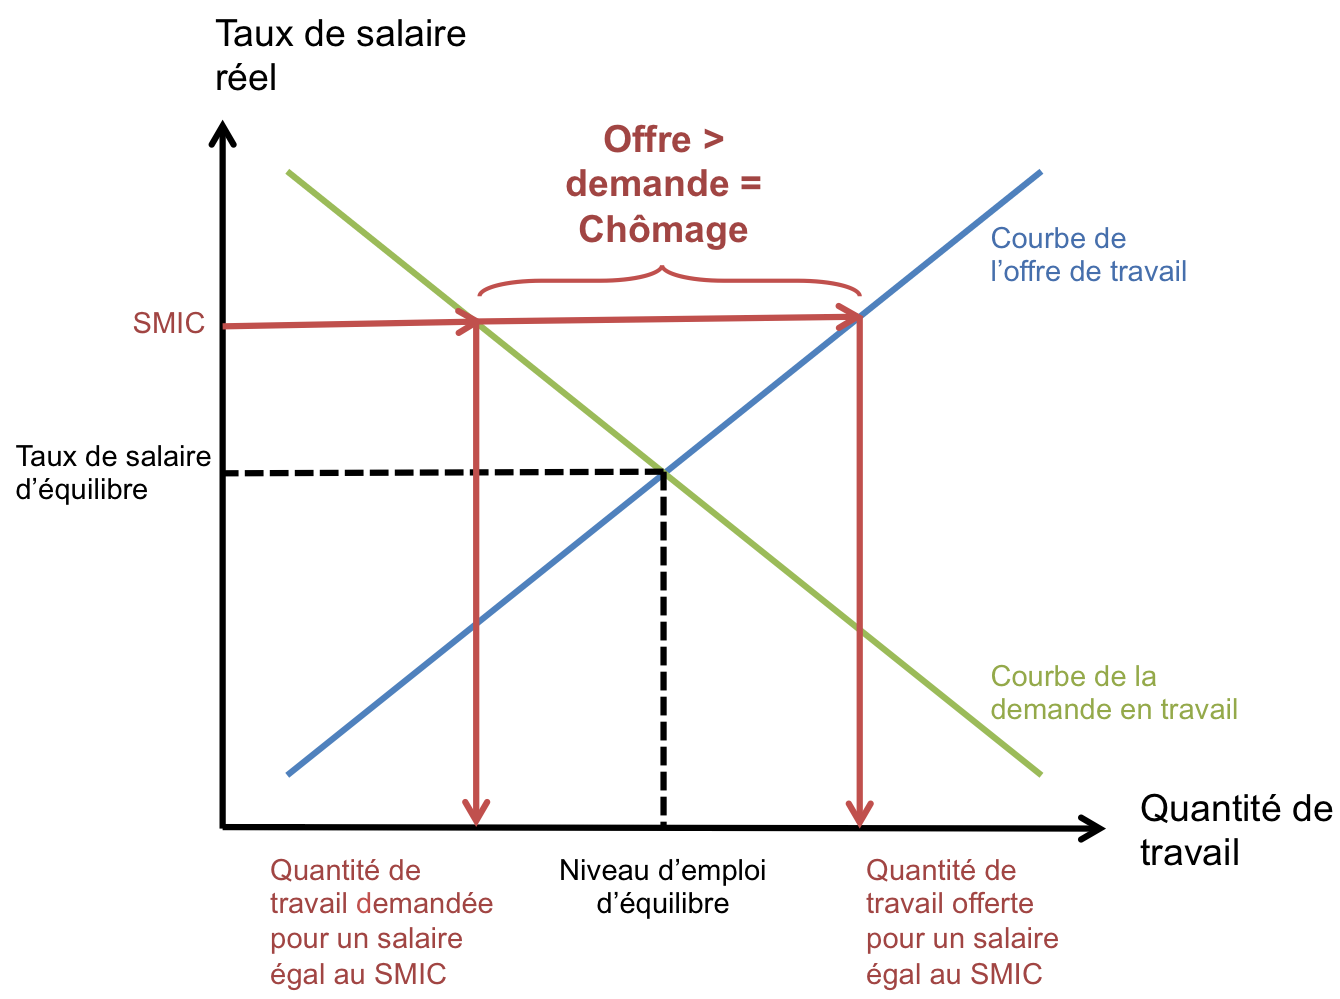 Taux de salaire
réel
Offre >
demande =
Chômage
Courbe de
l’offre de travail
SMIC
Taux de salaire
d’équilibre
Courbe de la
demande en travail
Quantité de
travail
Quantité de
travail demandée
pour un salaire
égal au SMIC
Niveau d’emploi
d’équilibre
Quantité de
travail offerte
pour un salaire
égal au SMIC